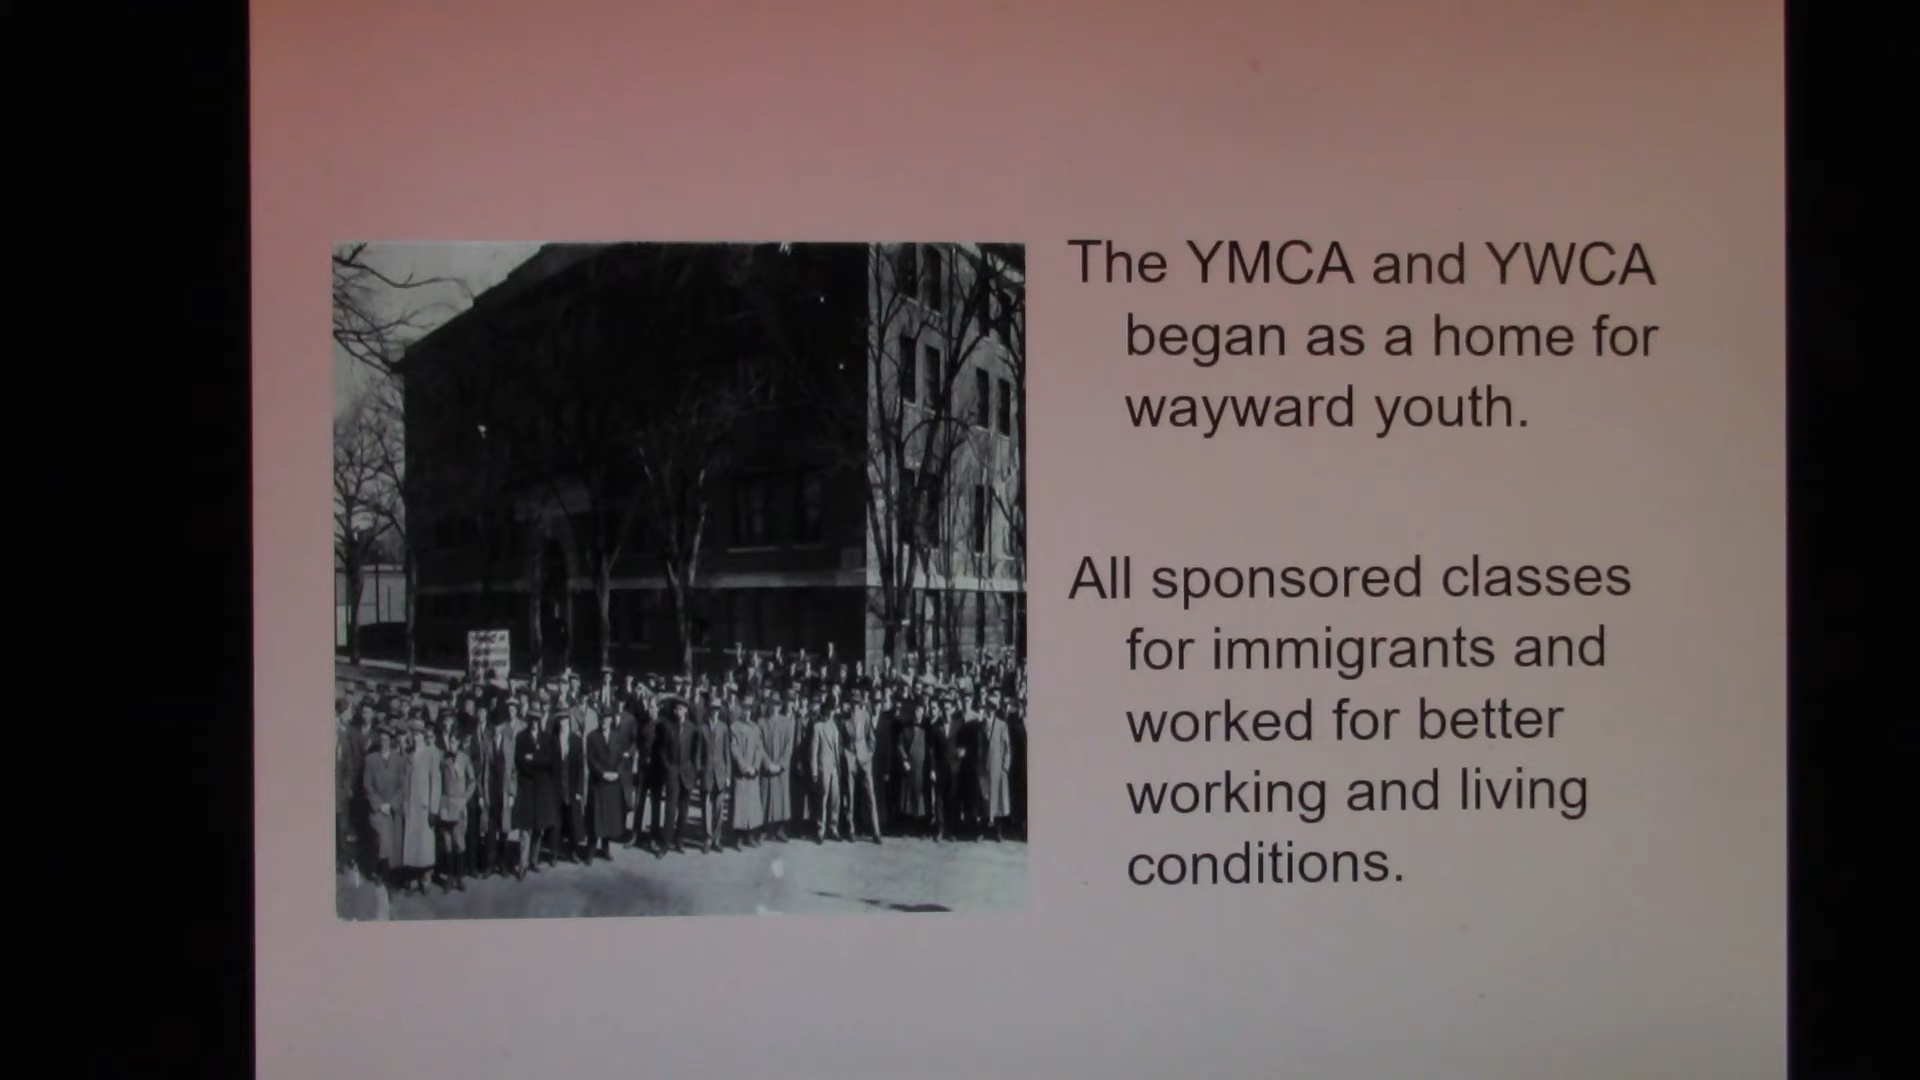 The YMCA and YWCA
began as a home for
wayward youth.
All sponsored classes
for immigrants and
worked for better
working and living
conditions.